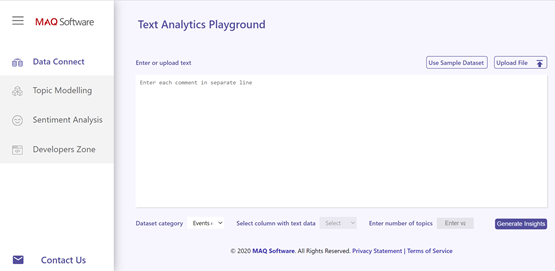 MAQ Software
Text Analytics Playground
Data Connect
Topic Modelling
Sentiment Analysis
Developers Zone
Contact Us
Enter or upload text
Use Sample Dataset
Upload File
Enter each comment in separate line
Dataset category
Events
Select column with text data
Select
Enter number of topics
Enter
Generate Insights
© 2020 MAQ Software. All Rights Reserved. Privacy Statement | Terms of Service